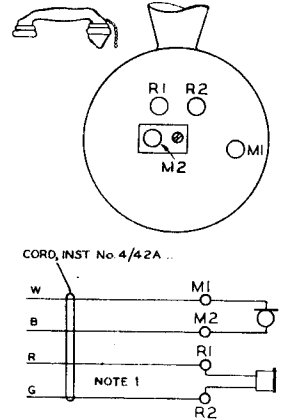 R1 R2
M1
M2
CORD, INST No. 4/42A ..
W M1
B M2
R R1
NOTE 1
G R2